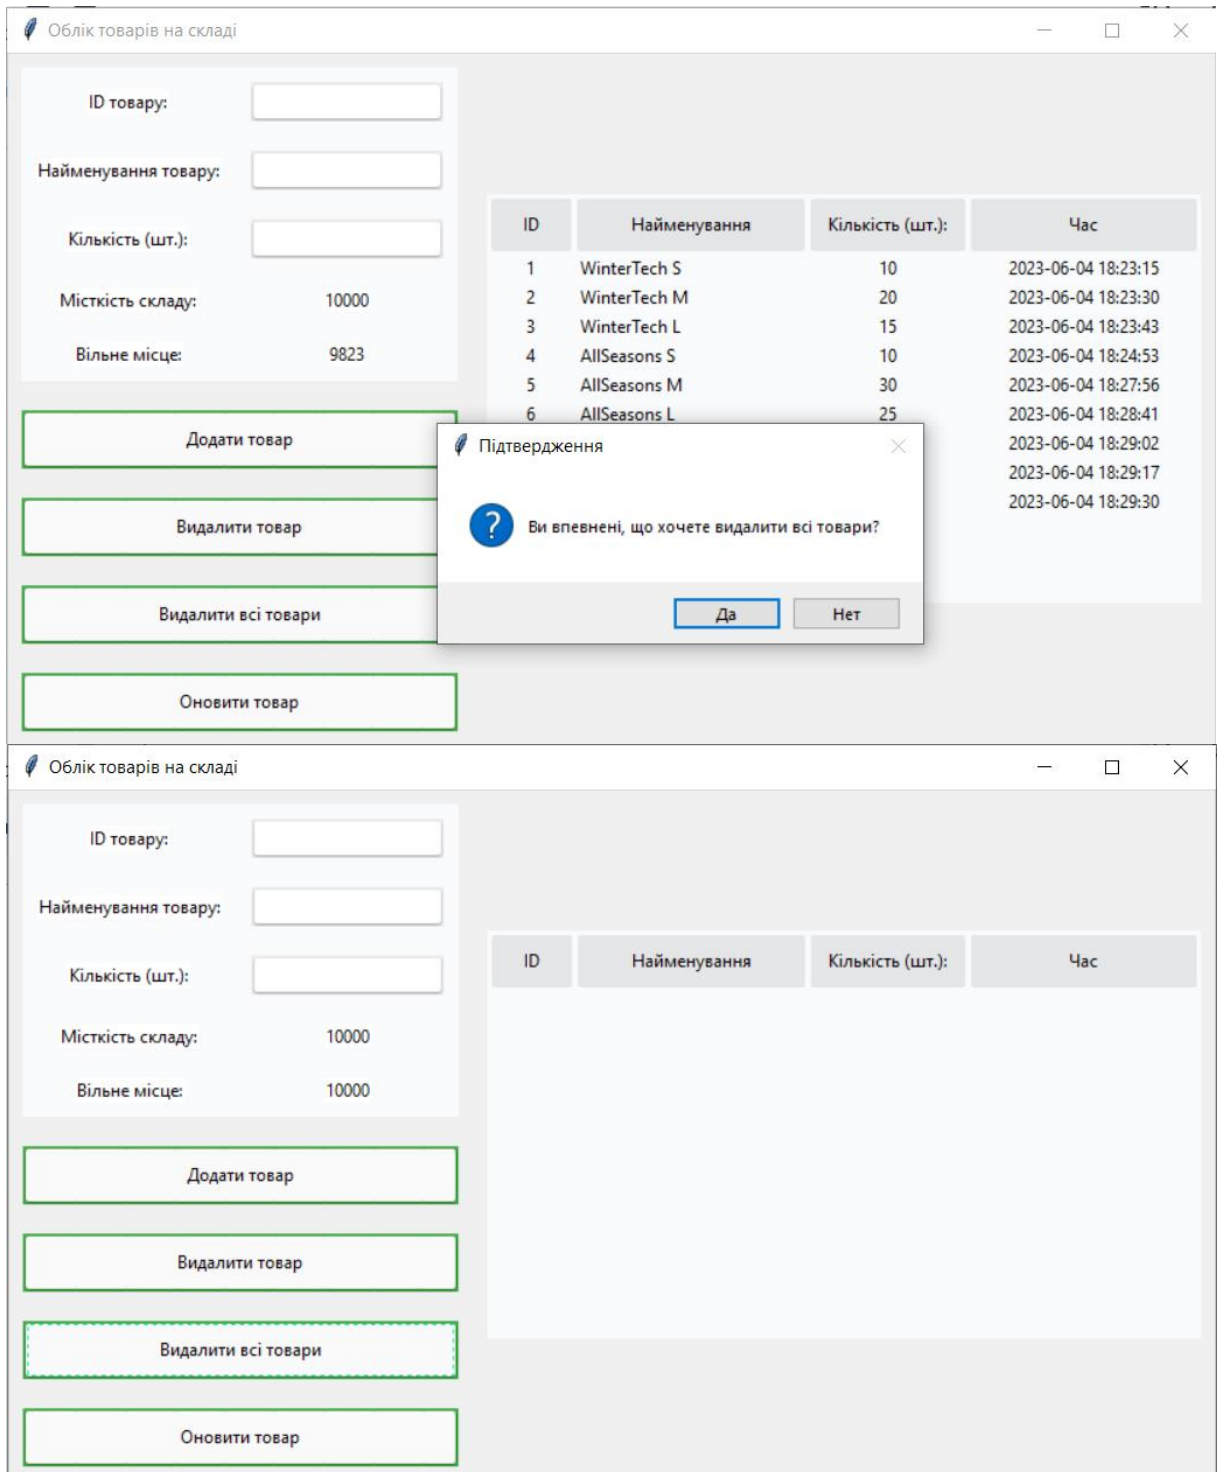 Облік товарів на складі
ID товару:
Найменування товару:
Кількість (шт.):
Місткість складу: 10000
Вільне місце: 9823
Додати товар
Видалити товар
Видалити всі товари
Оновити товар
ID Найменування Кількість (шт.): Час
1 WinterTech S 10 2023-06-04 18:23:15
2 WinterTech M 20 2023-06-04 18:23:30
3 WinterTech L 15 2023-06-04 18:23:43
4 AllSeasons S 10 2023-06-04 18:24:53
5 AllSeasons M 30 2023-06-04 18:27:56
6 AllSeasons L 25 2023-06-04 18:28:41
2023-06-04 18:29:02
2023-06-04 18:29:17
2023-06-04 18:29:30
Підтвердження
Ви впевнені, що хочете видалити всі товари?
Да Нет
Облік товарів на складі
ID товару:
Найменування товару:
Кількість (шт.):
Місткість складу: 10000
Вільне місце: 10000
Додати товар
Видалити товар
Видалити всі товари
Оновити товар
ID Найменування Кількість (шт.): Час